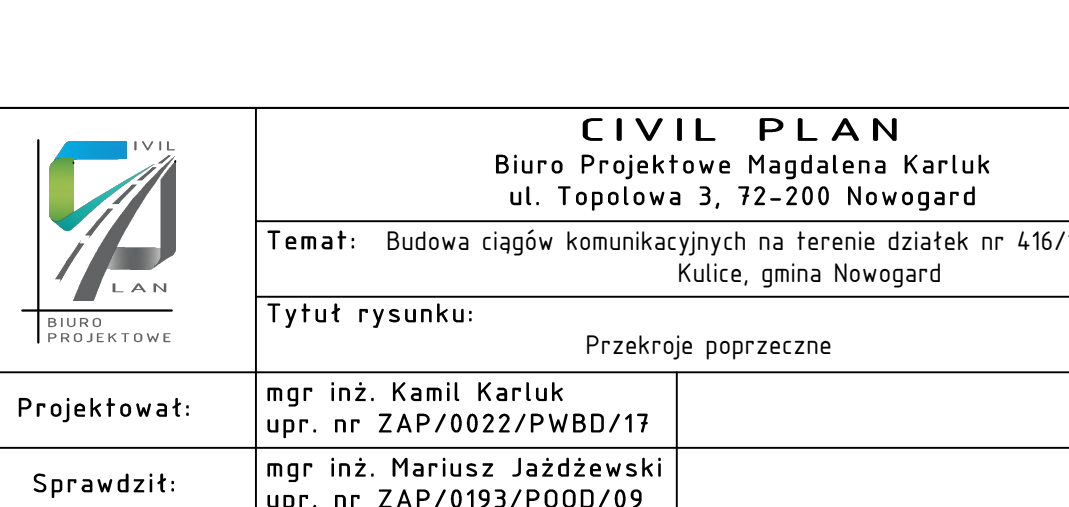 IVIL
LAN
BIURO
PROJEKTOWE
CIVIL PLAN
Biuro Projektowe Magdalena Karluk
ul. Topolowa 3, 72-200 Nowogard
Temat: Budowa ciągów komunikacyjnych na terenie działek nr 416/
Kulice, gmina Nowogard
Tytuł rysunku:
Przekroje poprzeczne
Projektował:
mgr inż. Kamil Karluk
upr. nr ZAP/0022/PWBD/17
Sprawdził:
mgr inż. Mariusz Jażdżewski
upr. nr ZAP/0193/POOD/09